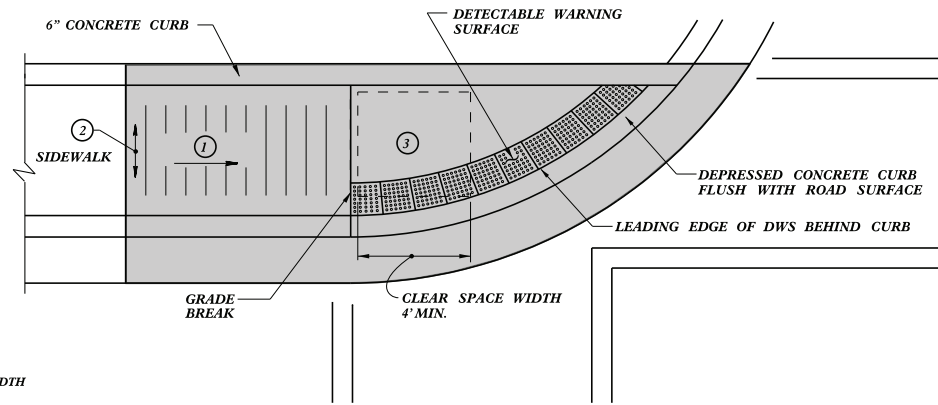 6” CONCRETE CURB
DETECTABLE WARNING
SURFACE
2
SIDEWALK
1
3
DEPRESSED CONCRETE CURB
FLUSH WITH ROAD SURFACE
LEADING EDGE OF DWS BEHIND CURB
GRADE
BREAK
CLEAR SPACE WIDTH
4’ MIN.